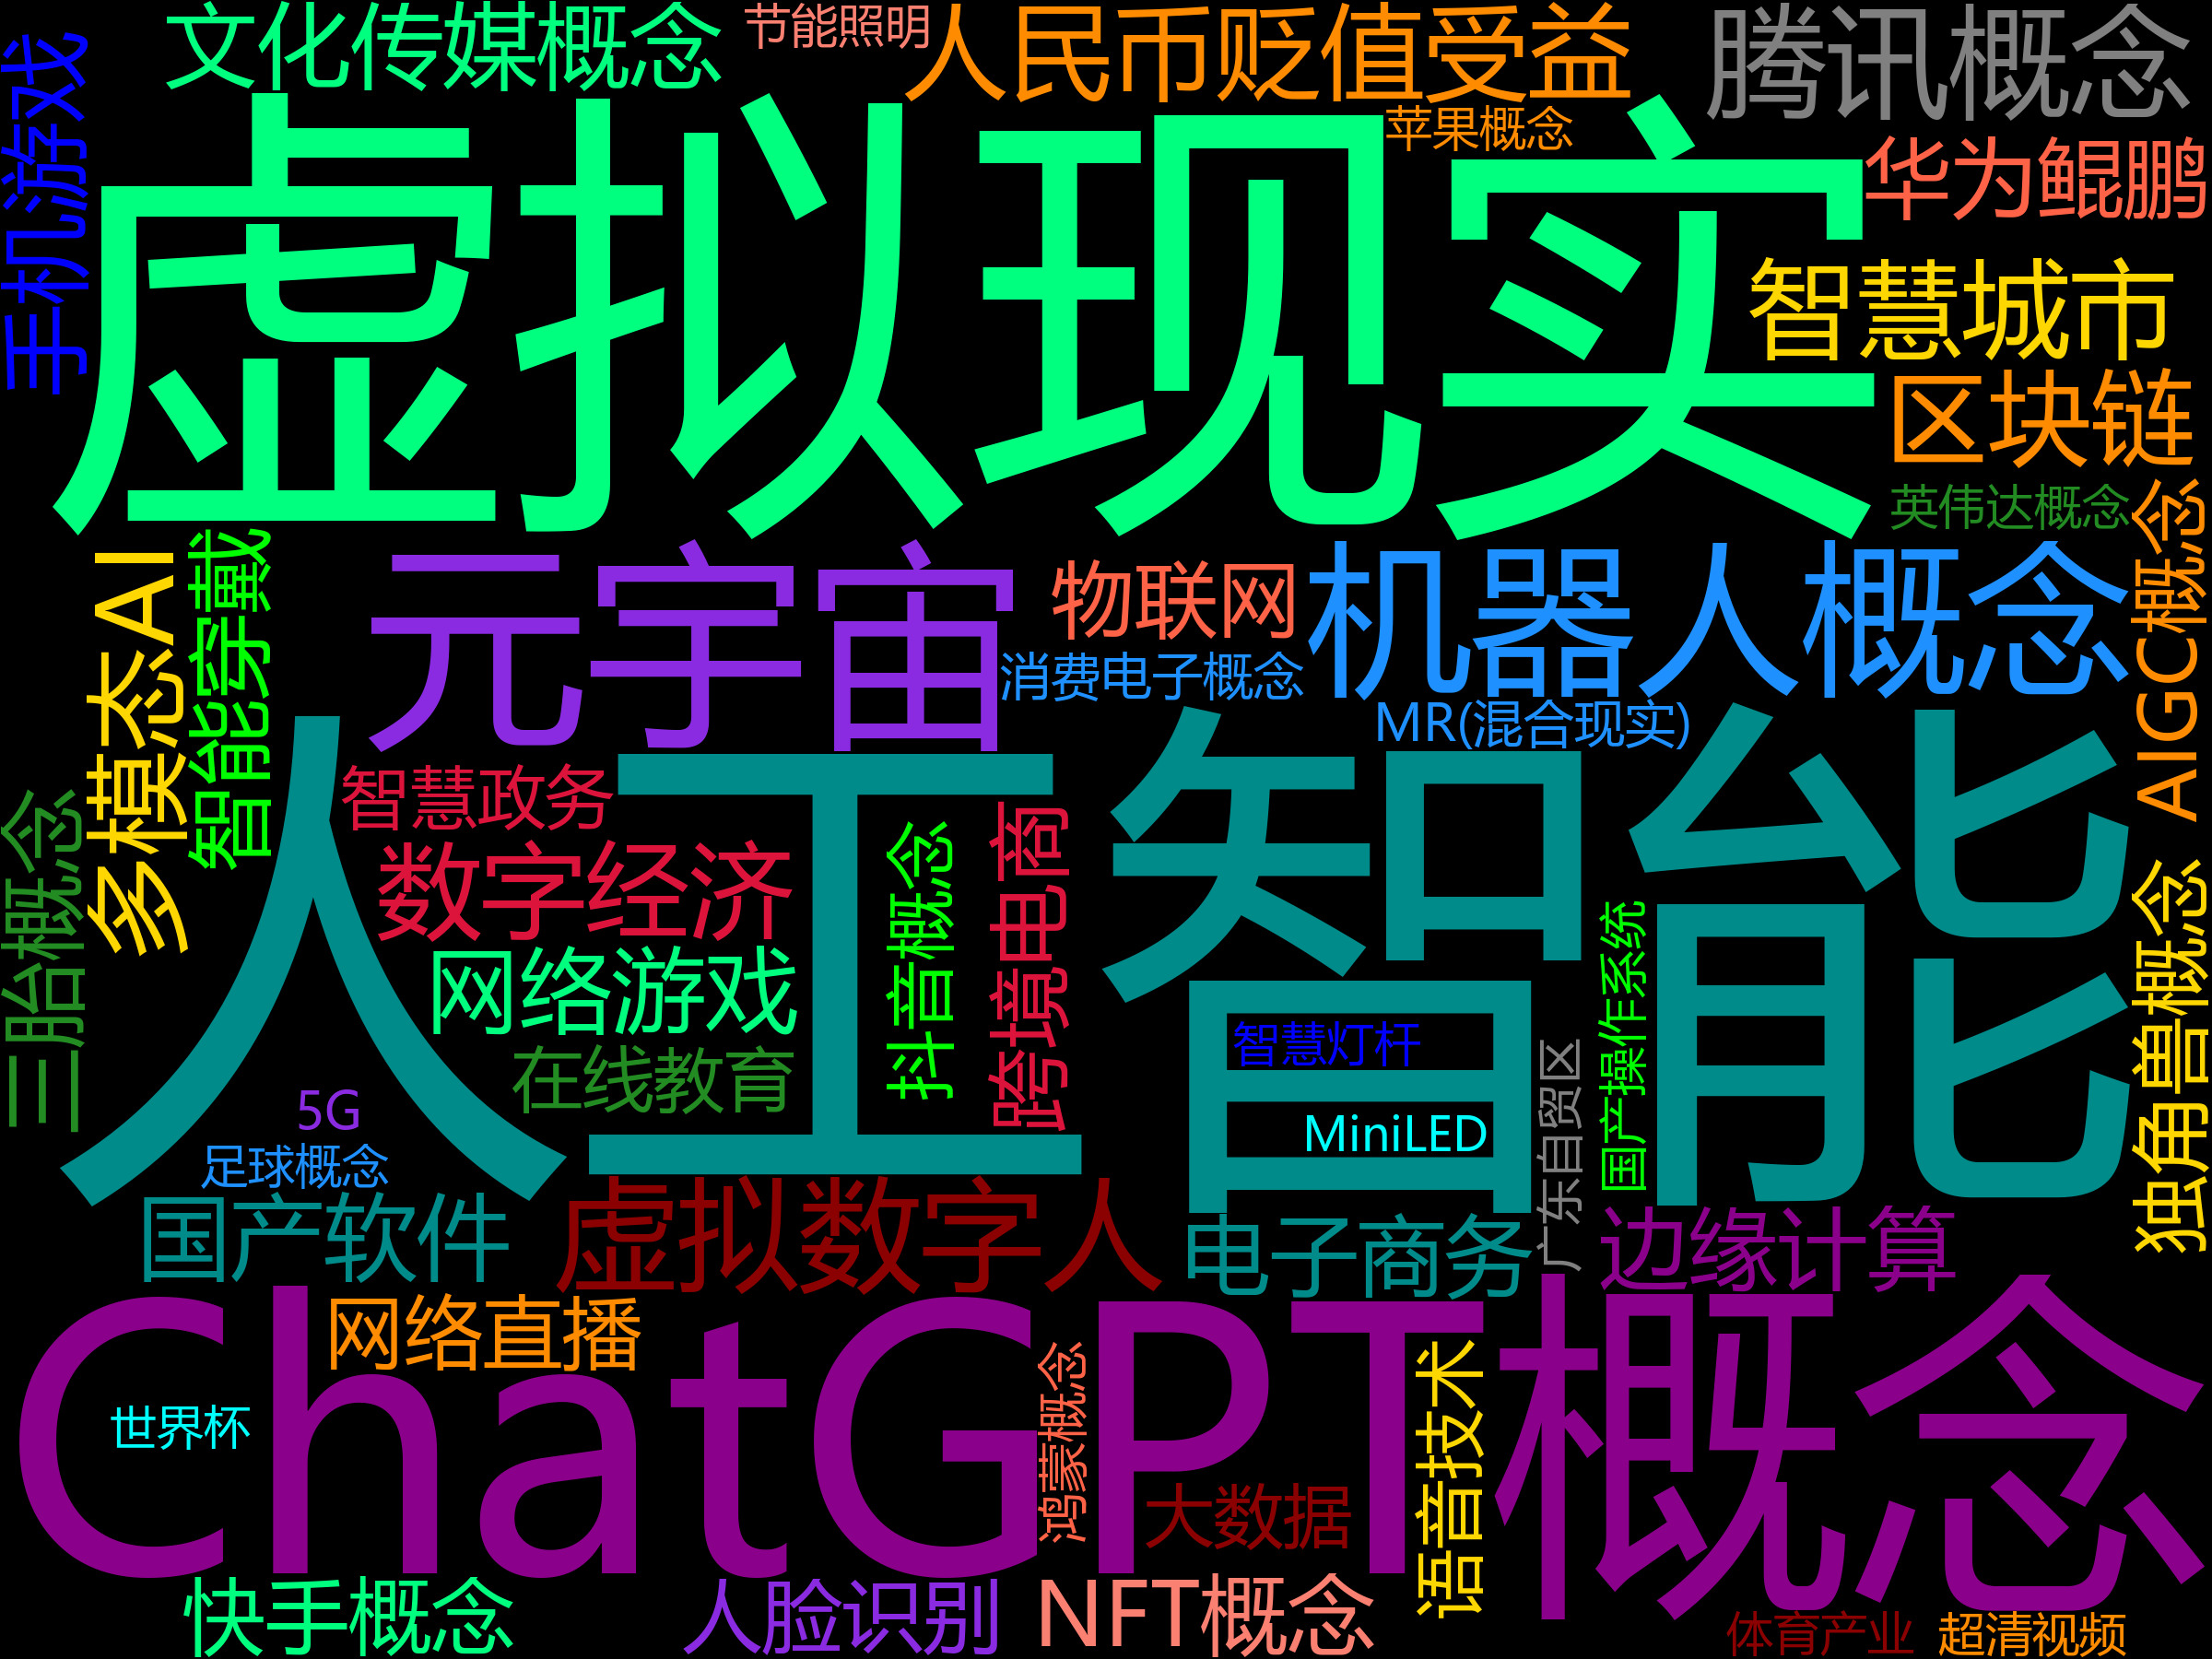 文化传媒概念
节能照明
人民币贬值受益
腾讯概念
手机游戏
虚拟现实
苹果概念
华为鲲鹏
智慧城市
区块链
英伟达概念
多模态AI
智能穿戴
元宇宙
物联网
机器人概念
AIGC概念
消费电子概念
MR(混合现实)
人工智能
智慧政务
三胎概念
数字经济
抖音概念
跨境电商
网络游戏
国产操作系统
独角兽概念
智慧灯杆
在线教育
广东自贸区
5G
MiniLED
足球概念
国产软件
虚拟数字人
电子商务
边缘计算
ChatGPT概念
网络直播
世界杯
鸿蒙概念
语音技术
大数据
快手概念
人脸识别
NFT概念
体育产业
超清视频